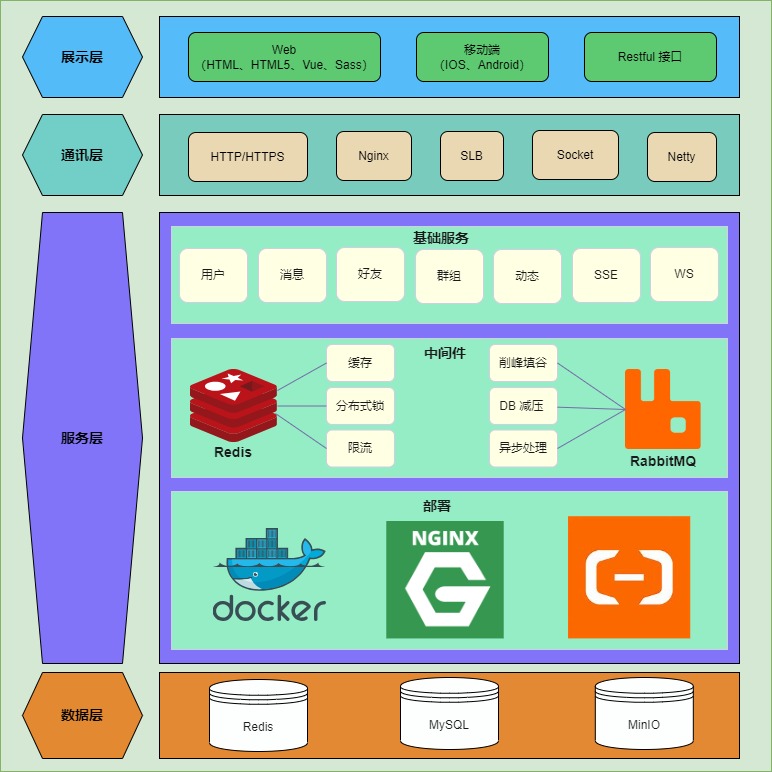 展示层
Web
（HTML、HTML5、Vue、Sass）
移动端
（IOS、Android）
Restful 接口
通讯层
HTTP/HTTPS
Nginx
SLB
Socket
Netty
服务层
基础服务
用户
消息
好友
群组
动态
SSE
WS
中间件
Redis
缓存
分布式锁
限流
削峰填谷
DB 减压
异步处理
RabbitMQ
部署
docker
NGINX
数据层
Redis
MySQL
MinIO